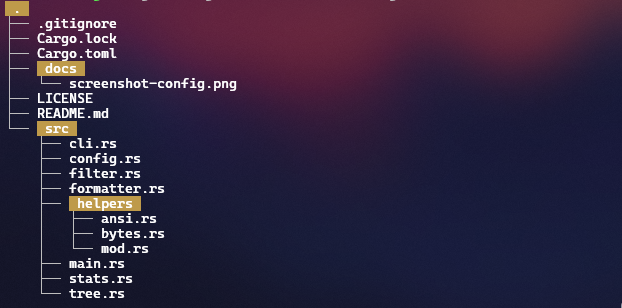 .
.gitignore
Cargo.lock
Cargo.toml
docs
screenshot-config.png
LICENSE
README.md
src
cli.rs
config.rs
filter.rs
formatter.rs
helpers
ansi.rs
bytes.rs
mod.rs
main.rs
stats.rs
tree.rs